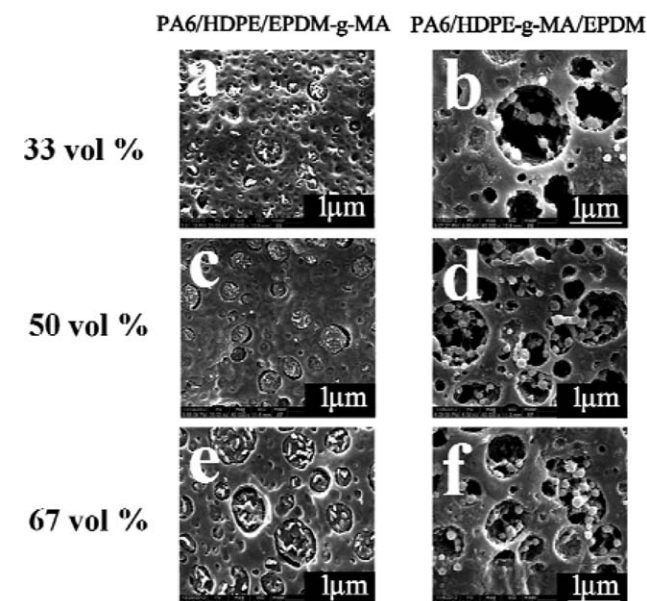 PA6/HDPE/EPDM-g-MA PA6/HDPE-g-MA/EPDM
33 vol %
a
1μm
b
1μm
50 vol %
c
1μm
d
1μm
67 vol %
e
1μm
f
1μm